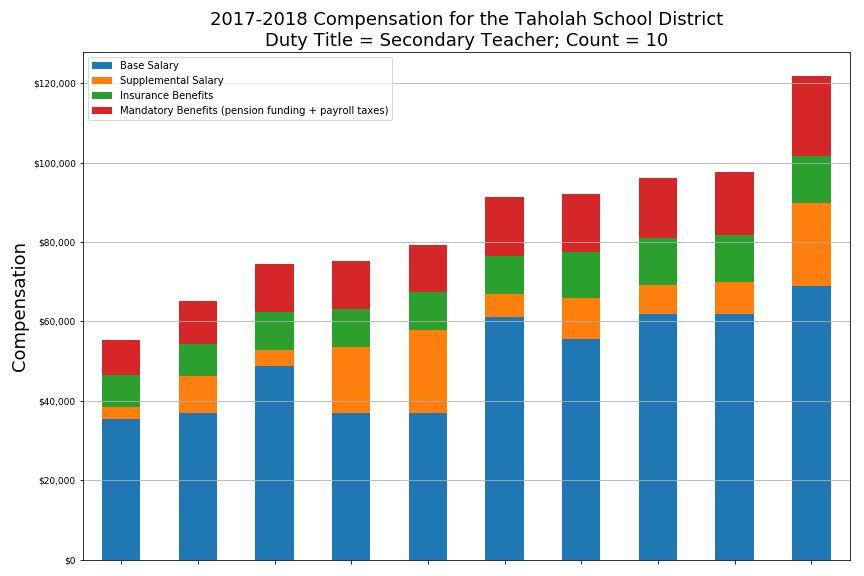 2017-2018 Compensation for the Taholah School District
Duty Title = Secondary Teacher; Count = 10
Base Salary
Supplemental Salary
Insurance Benefits
Mandatory Benefits (pension funding + payroll taxes)
$120,000
$100,000
$80,000
$60,000
$40,000
$20,000
$0
Compensation